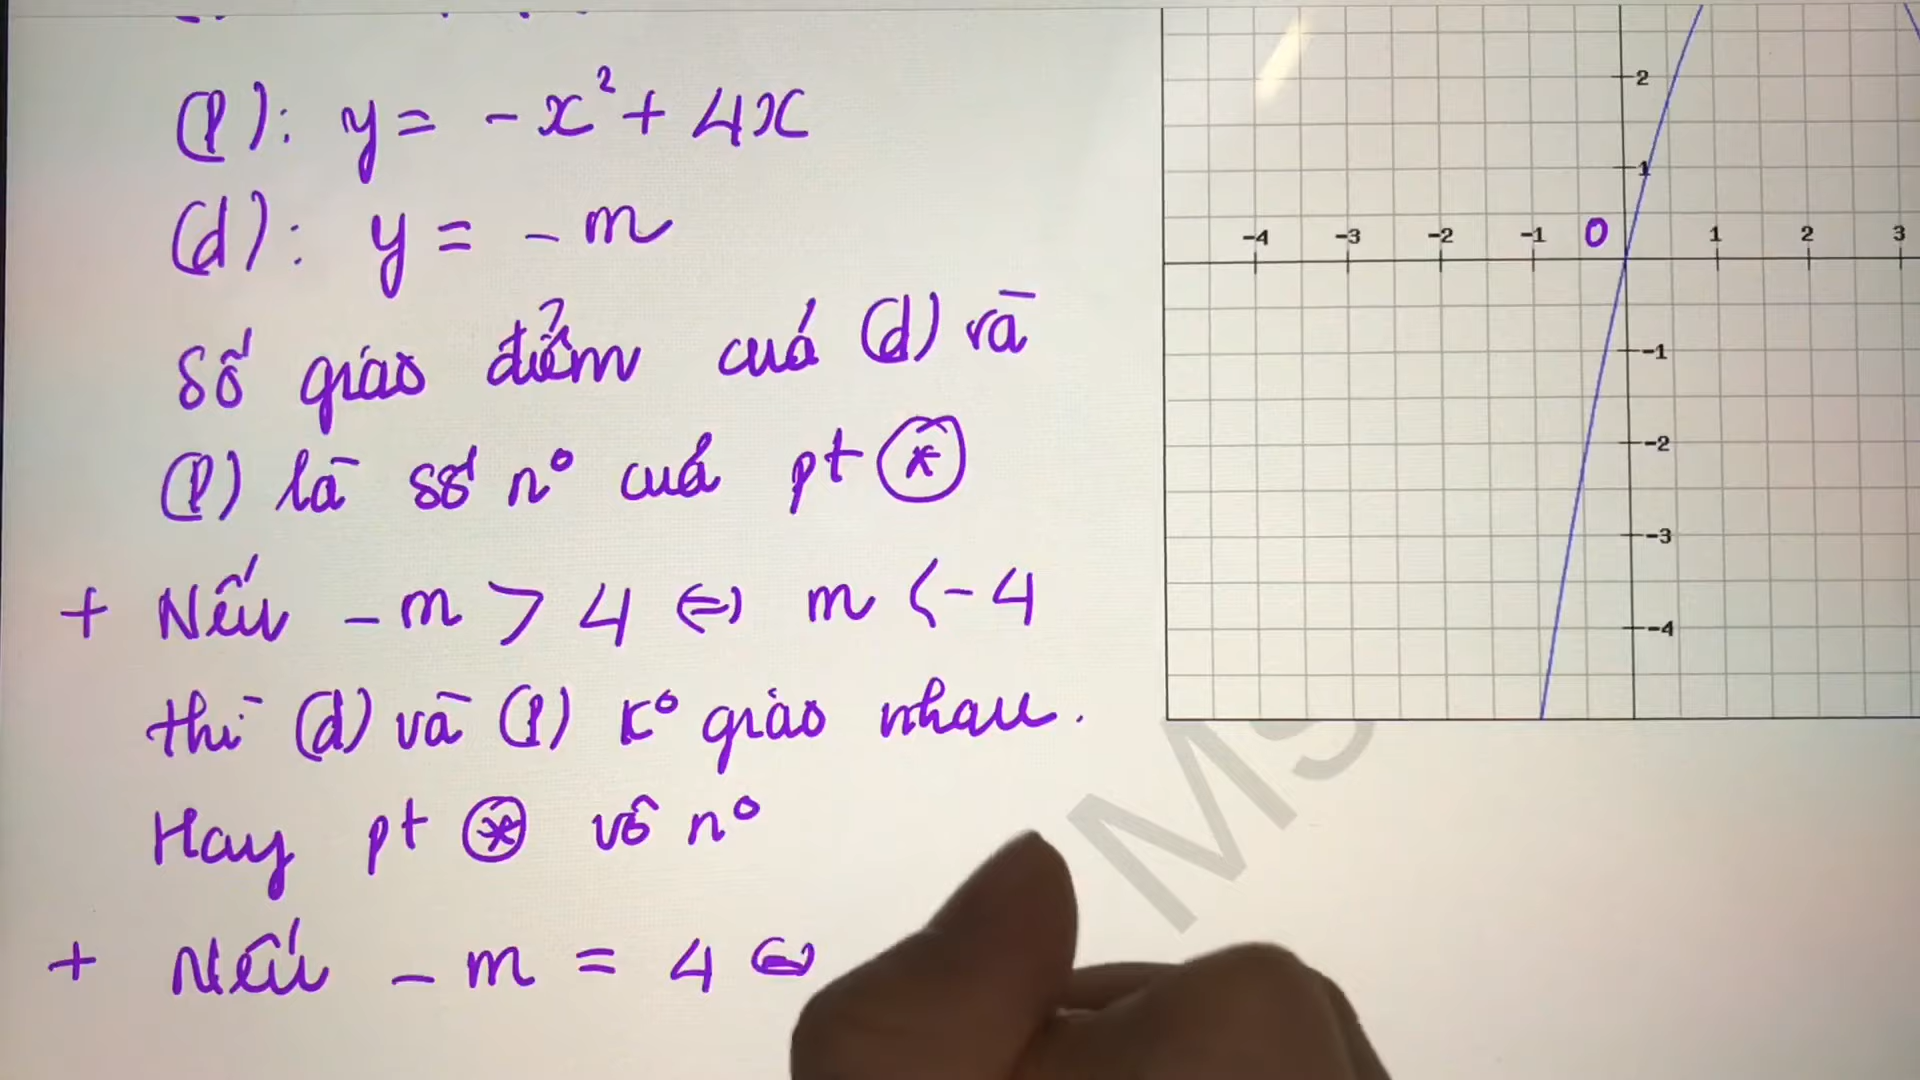 (P): y = -x² + 4x
(d): y = -m
Số giao điểm của (d) và
(P) là số n° của pt (*)
+ Nếu -m > 4 ⇔ m < -4
thì (d) và (P) k° giao nhau.
Hay pt (*) vô n°
+ Nếu -m = 4 ⇔
2
1
-4 -3 -2 -1 O 1 2 3
-1
-2
-3
-4
MS